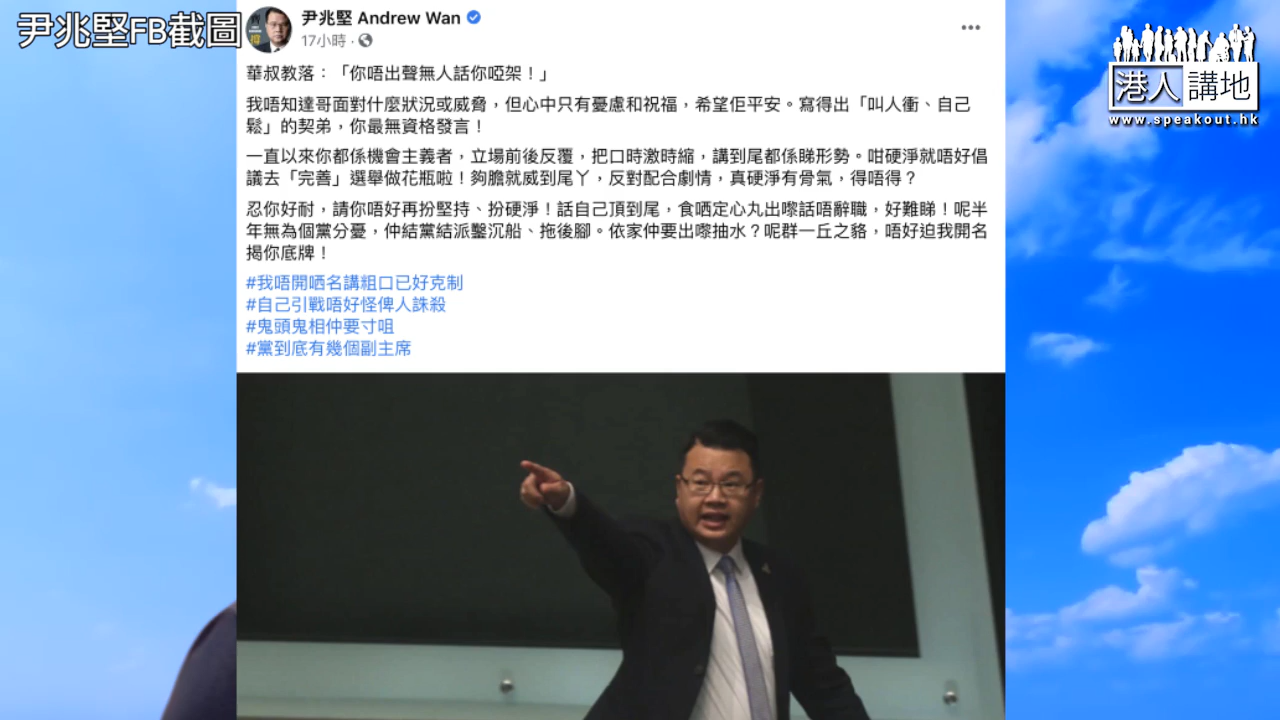 尹兆堅FB截圖
尹兆堅 Andrew Wan
17小時
港人講地
www.speakout.hk
華叔教落：「你唔出聲無人話你啞架！」
我唔知達哥面對什麼狀況或威脅，但心中只有憂慮和祝福，希望佢平安。寫得出「叫人衝、自己
鬆」的契弟，你最無資格發言！
一直以來你都係機會主義者，立場前後反覆，把口時激時縮，講到尾都係睇形勢。咁硬淨就唔好倡
議去「完善」選舉做花瓶啦！夠膽就威到尾丫，反對配合劇情，真硬淨有骨氣，得唔得？
忍你好耐，請你唔好再扮堅持、扮硬淨！話自己頂到尾，食哂定心丸出嚟話唔辭職，好難睇！呢半
年無為個黨分憂，仲結黨結派鑿沉船、拖後腳。依家仲要出嚟抽水？呢群一丘之貉，唔好迫我開名
揭你底牌！
#我唔開哂名講粗口已好克制
#自己引戰唔好怪俾人誅殺
#鬼頭鬼相仲要寸咀
#黨到底有幾個副主席